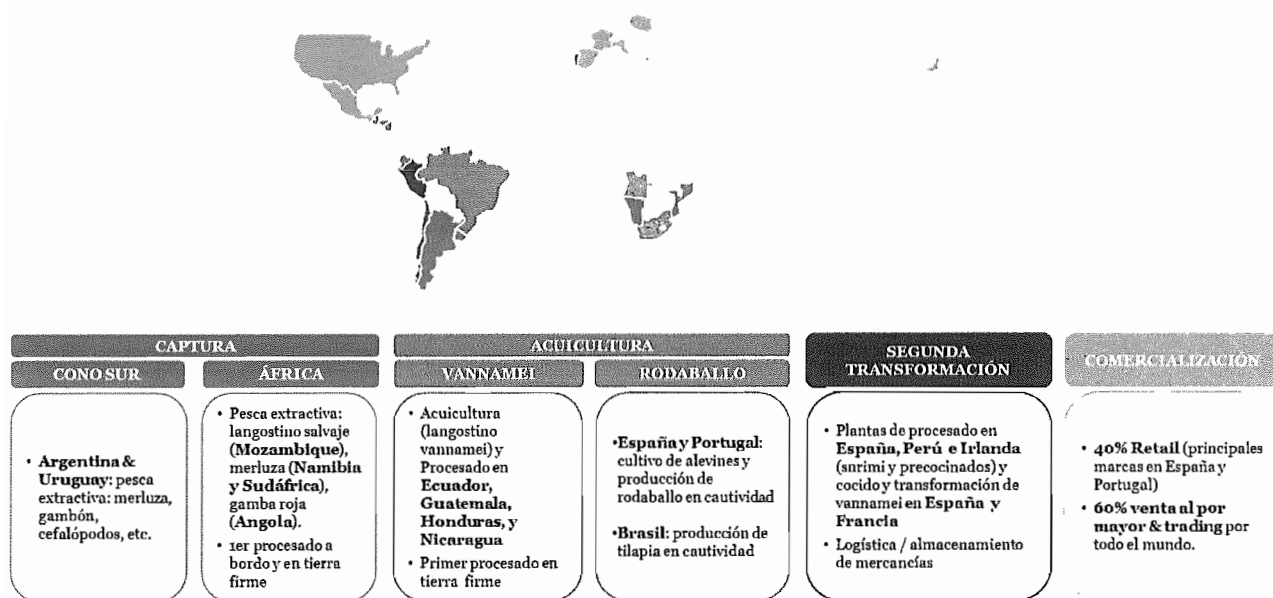 CAPTURA
CONO SUR
• Argentina &
Uruguay: pesca
extractiva: merluza,
gambón,
cefalópodos, etc.
ÁFRICA
• Pesca extractiva:
langostino salvaje
(Mozambique),
merluza (Namibia
y Sudáfrica),
gamba roja
(Angola).
• 1er procesado a
bordo y en tierra
firme
ACUICULTURA
VANNAMEI
• Acuicultura
(langostino
vannamei) y
Procesado en
Ecuador,
Guatemala,
Honduras, y
Nicaragua
• Primer procesado en
tierra firme
RODABALLO
•España y Portugal:
cultivo de alevines y
producción de
rodaballo en cautividad
•Brasil: producción de
tilapia en cautividad
SEGUNDA
TRANSFORMACIÓN
• Plantas de procesado en
España, Perú e Irlanda
(surimi y precocinados) y
cocido y transformación de
vannamei en España y
Francia
• Logística / almacenamiento
de mercancías
COMERCIALIZACIÓN
• 40% Retail (principales
marcas en España y
Portugal)
• 60% venta al por
mayor & trading por
todo el mundo.